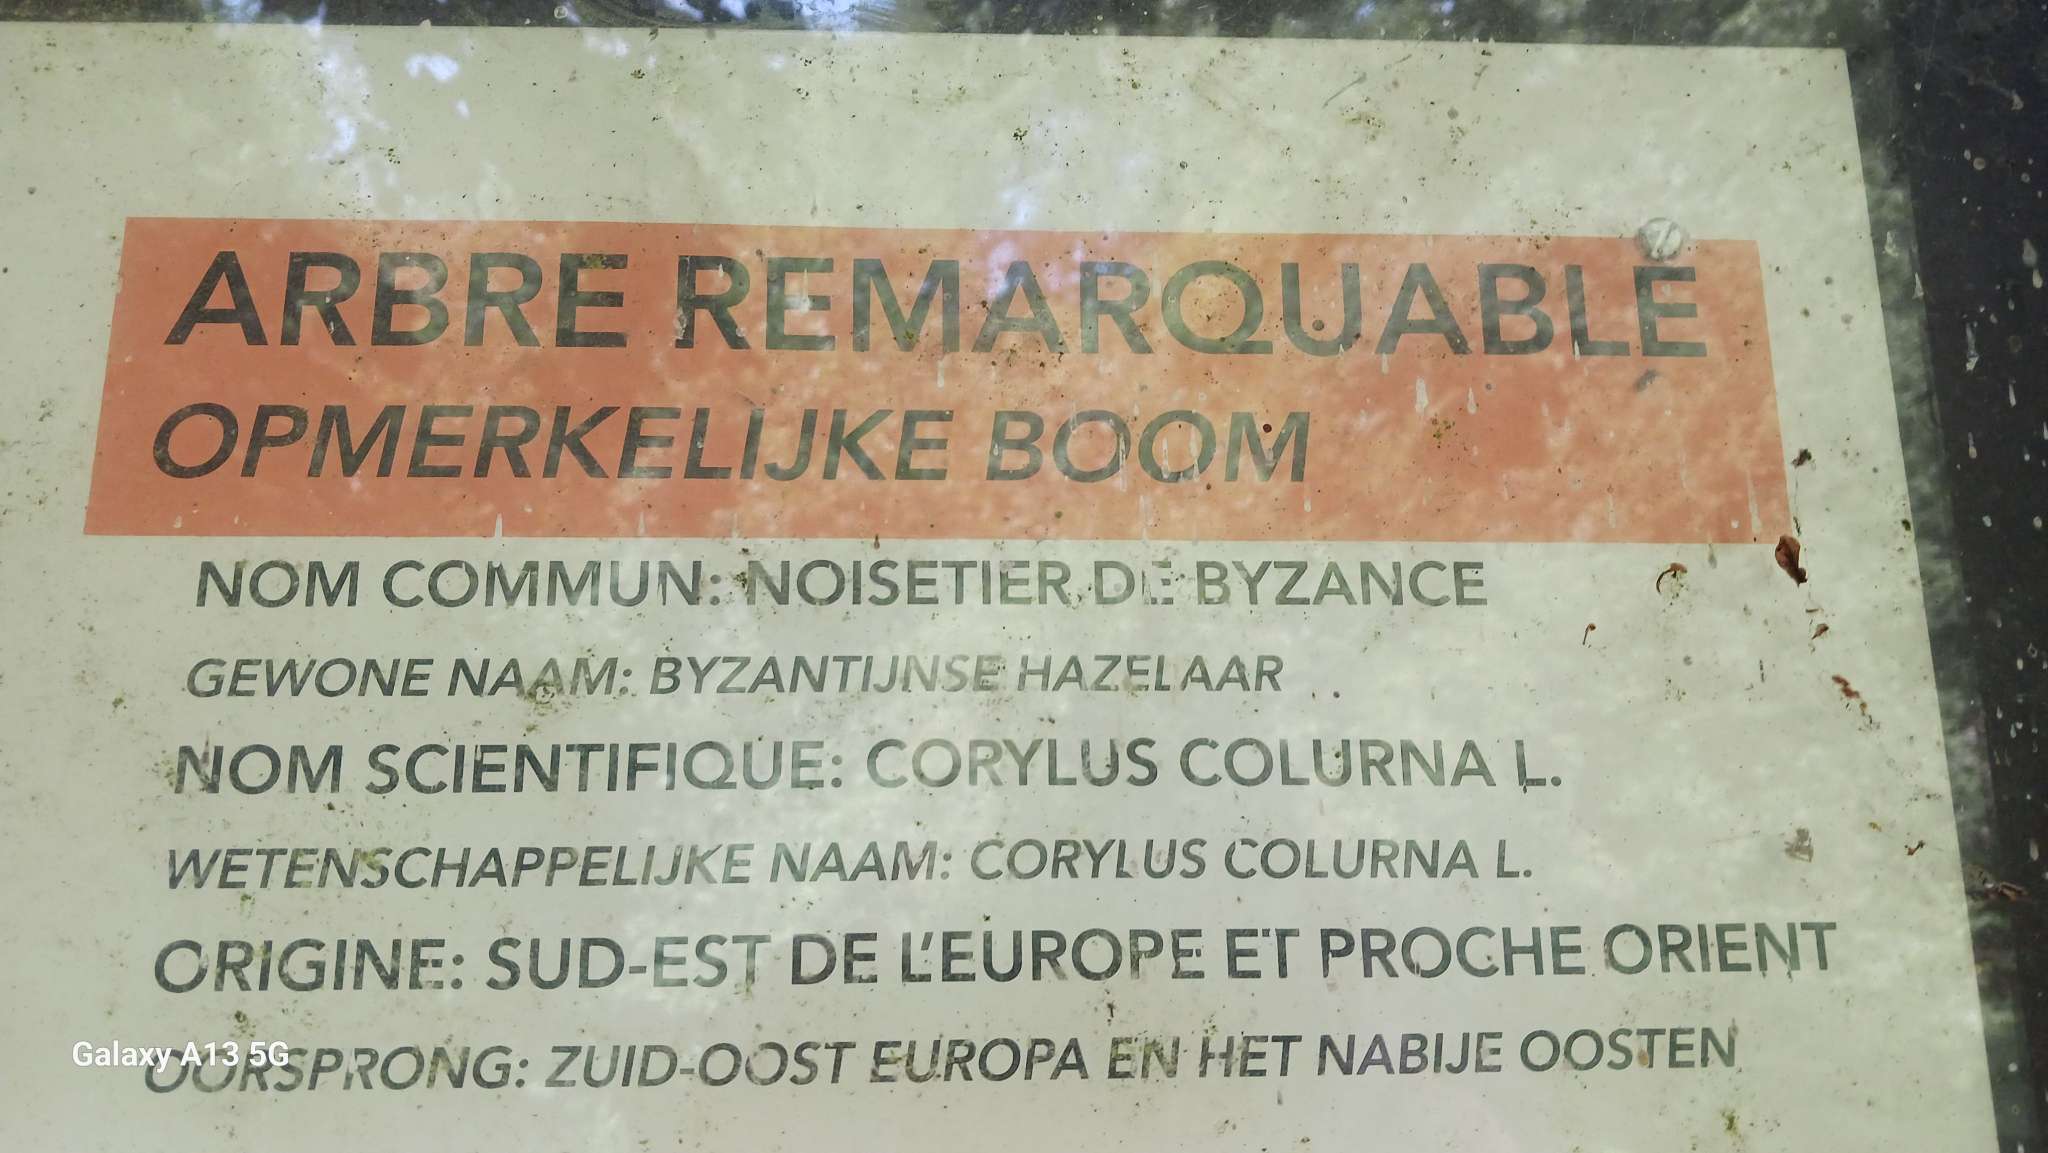 ARBRE REMARQUABLE
OPMERKELIJKE BOOM
NOM COMMUN: NOISETIER DE BYZANCE
GEWONE NAAM: BYZANTIJNSE HAZELAAR
NOM SCIENTIFIQUE: CORYLUS COLURNA L.
WETENSCHAPPELIJKE NAAM: CORYLUS COLURNA L.
ORIGINE: SUD-EST DE L'EUROPE ET PROCHE ORIENT
OORSPRONG: ZUID-OOST EUROPA EN HET NABIJE OOSTEN
Galaxy A13 5G